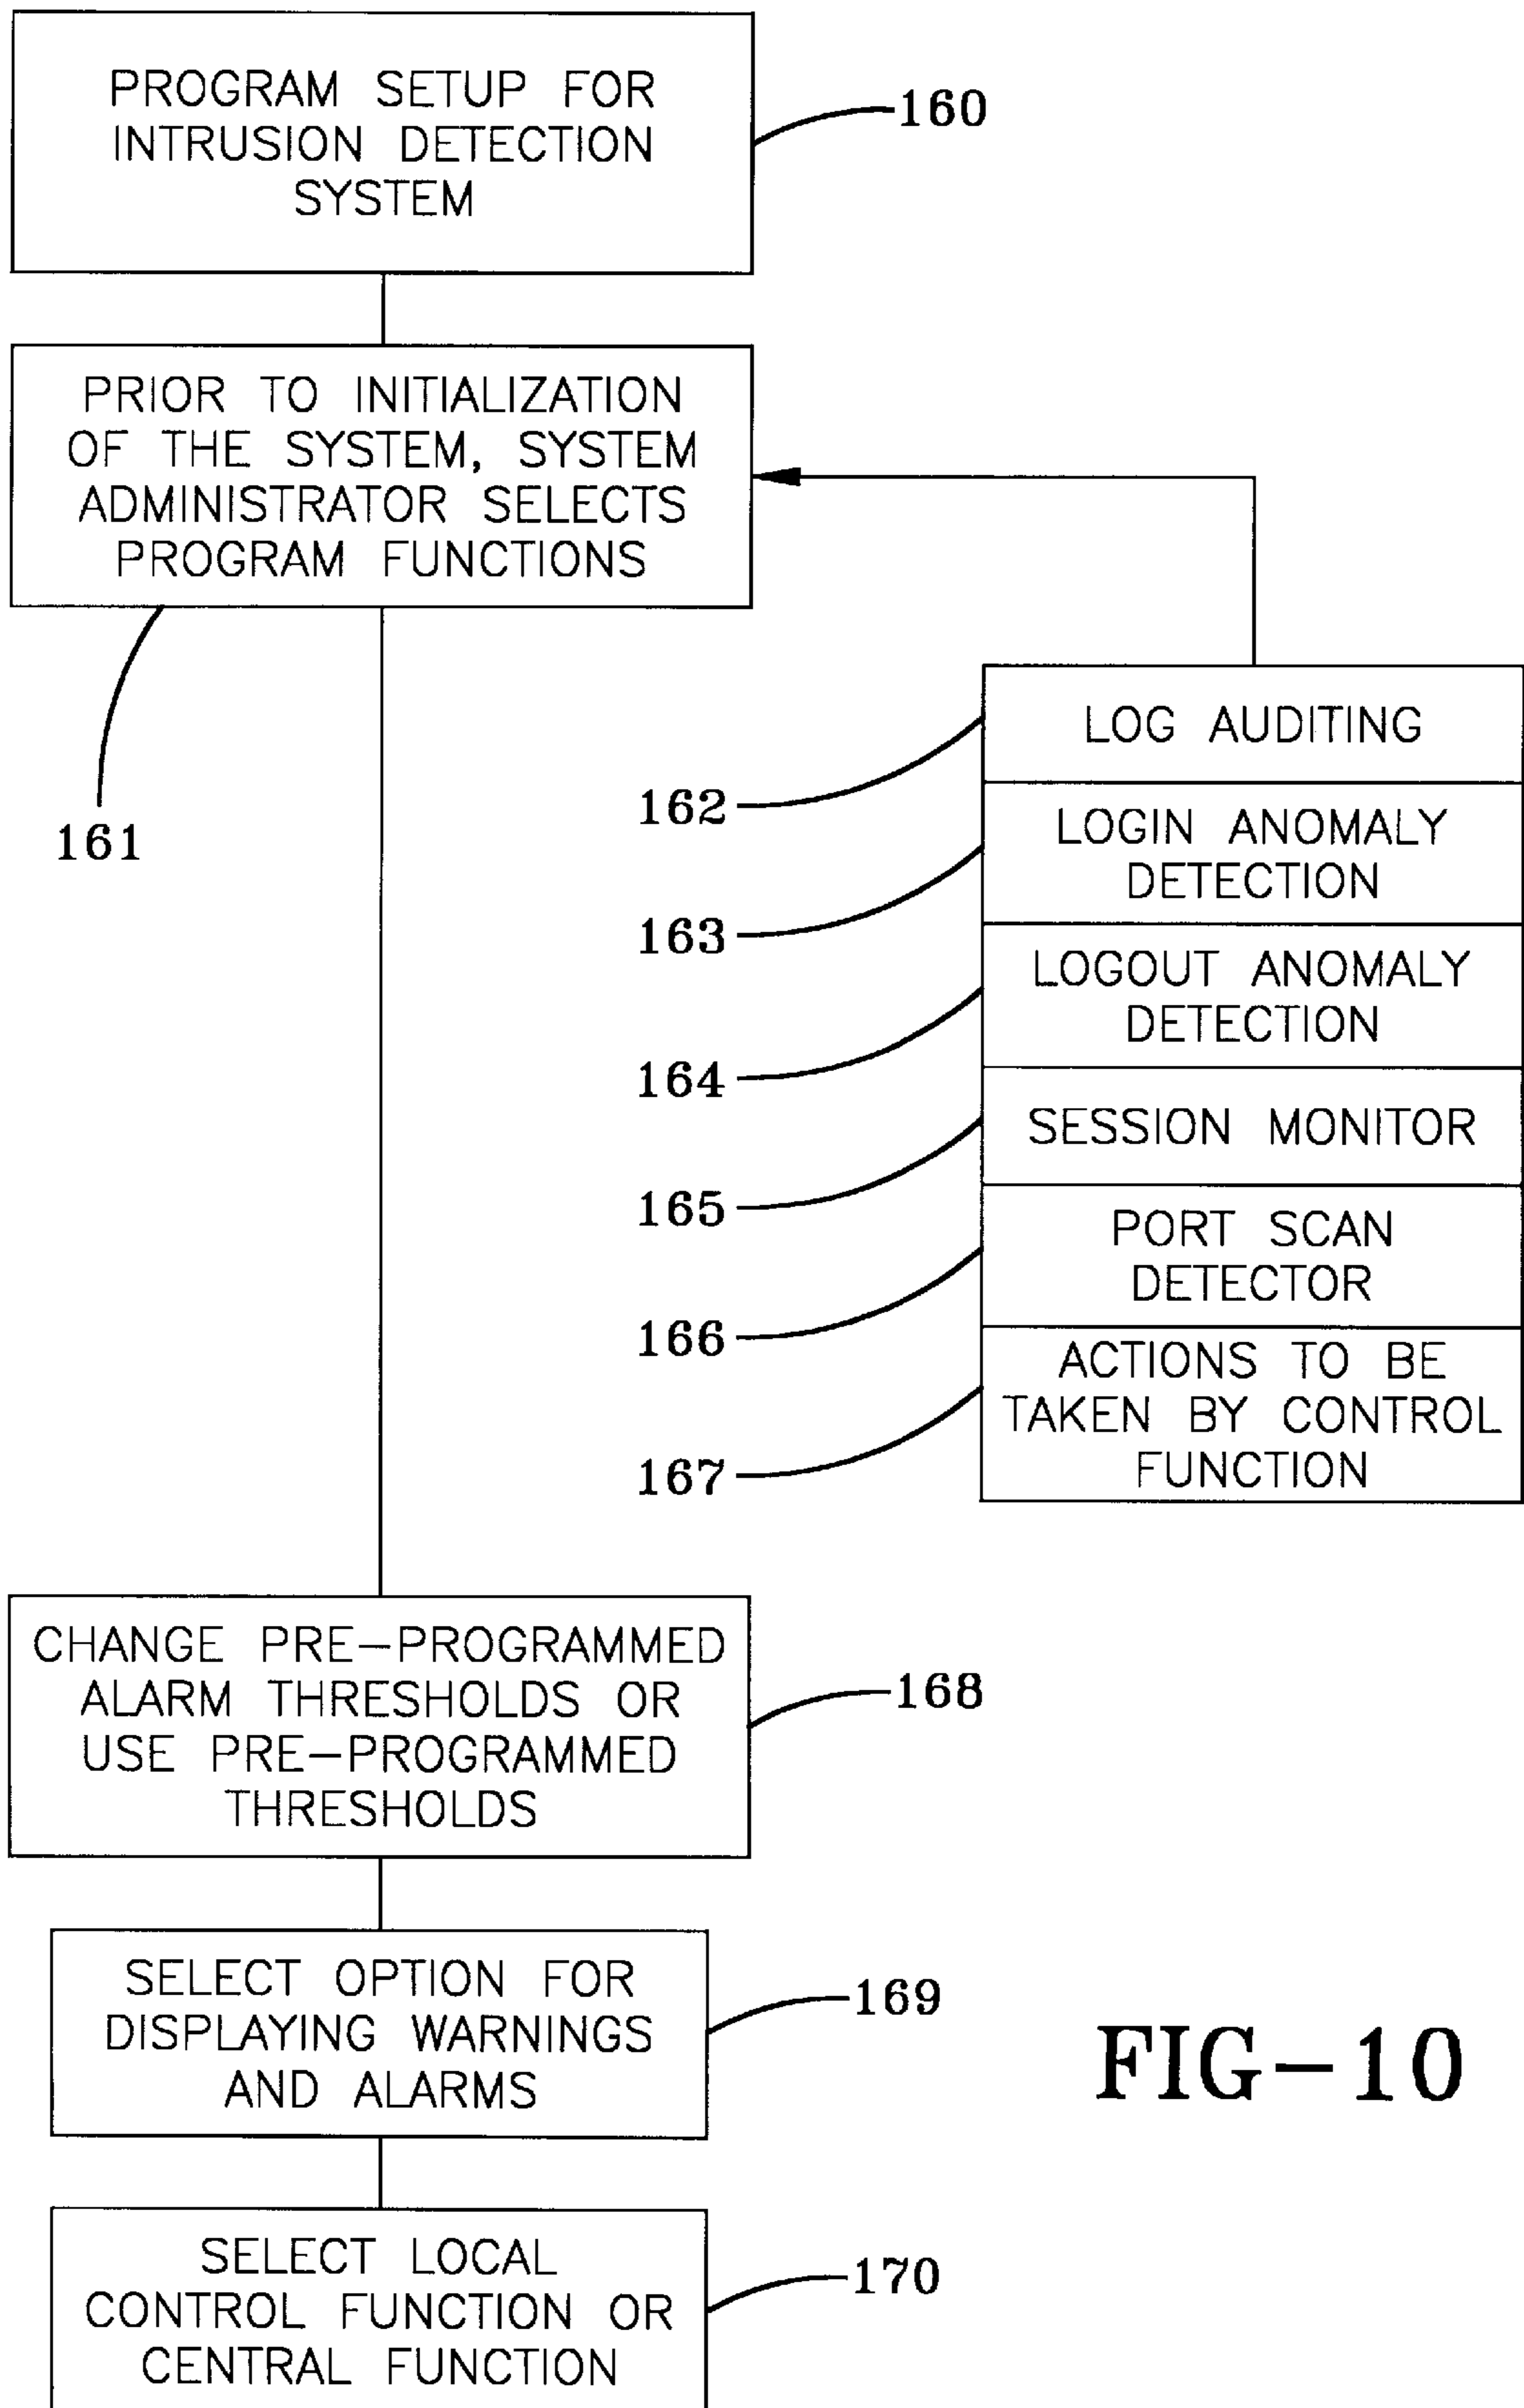 PROGRAM SETUP FOR
INTRUSION DETECTION
SYSTEM
160
PRIOR TO INITIALIZATION
OF THE SYSTEM, SYSTEM
ADMINISTRATOR SELECTS
PROGRAM FUNCTIONS
161
LOG AUDITING
162
LOGIN ANOMALY
DETECTION
163
LOGOUT ANOMALY
DETECTION
164
SESSION MONITOR
165
PORT SCAN
DETECTOR
166
ACTIONS TO BE
TAKEN BY CONTROL
FUNCTION
167
CHANGE PRE-PROGRAMMED
ALARM THRESHOLDS OR
USE PRE-PROGRAMMED
THRESHOLDS
168
SELECT OPTION FOR
DISPLAYING WARNINGS
AND ALARMS
169
SELECT LOCAL
CONTROL FUNCTION OR
CENTRAL FUNCTION
170
FIG-10